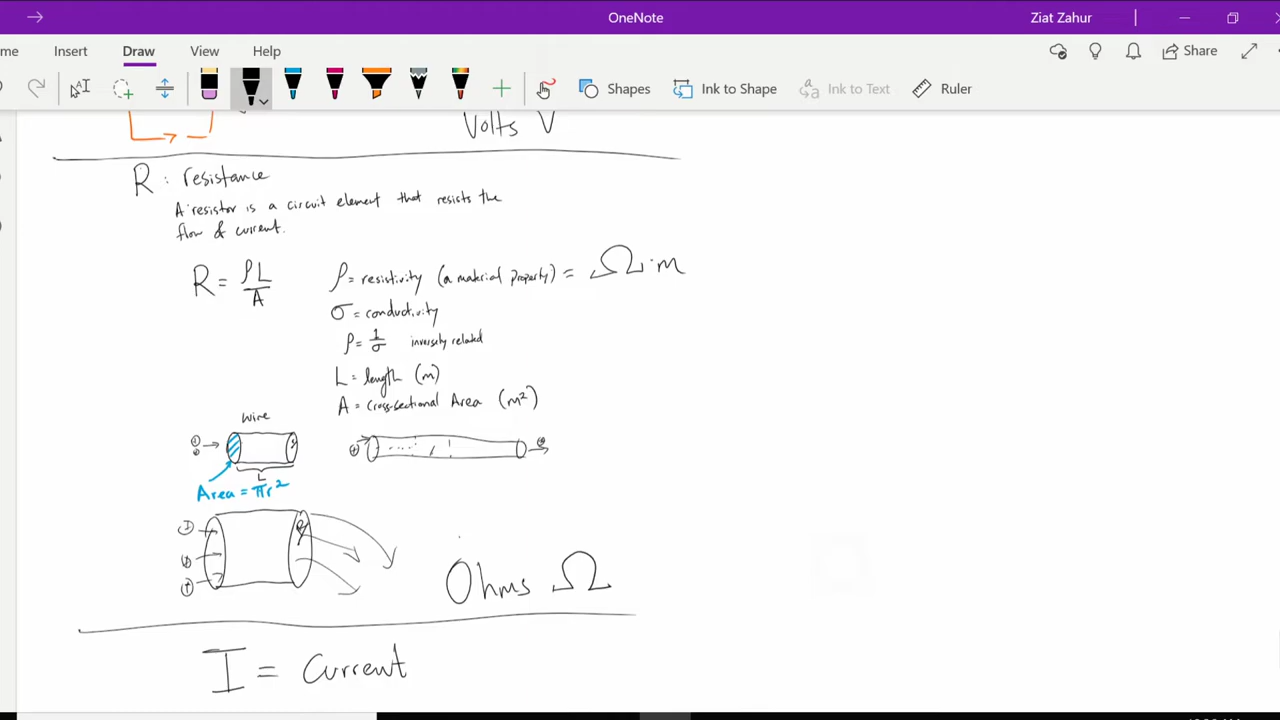 OneNote
Ziat Zahur
me Insert Draw View Help
Share
Shapes
Ink to Shape
Ink to Text
Ruler
Volts V
R : resistance
A resistor is a circuit element that resists the
flow of current.
R = ρL/A
ρ = resistivity (a material property) = Ω·m
σ = conductivity
ρ = 1/σ inversely related
L = length (m)
A = cross-sectional Area (m²)
wire
L
Area = πr²
Ohms Ω
I = Current